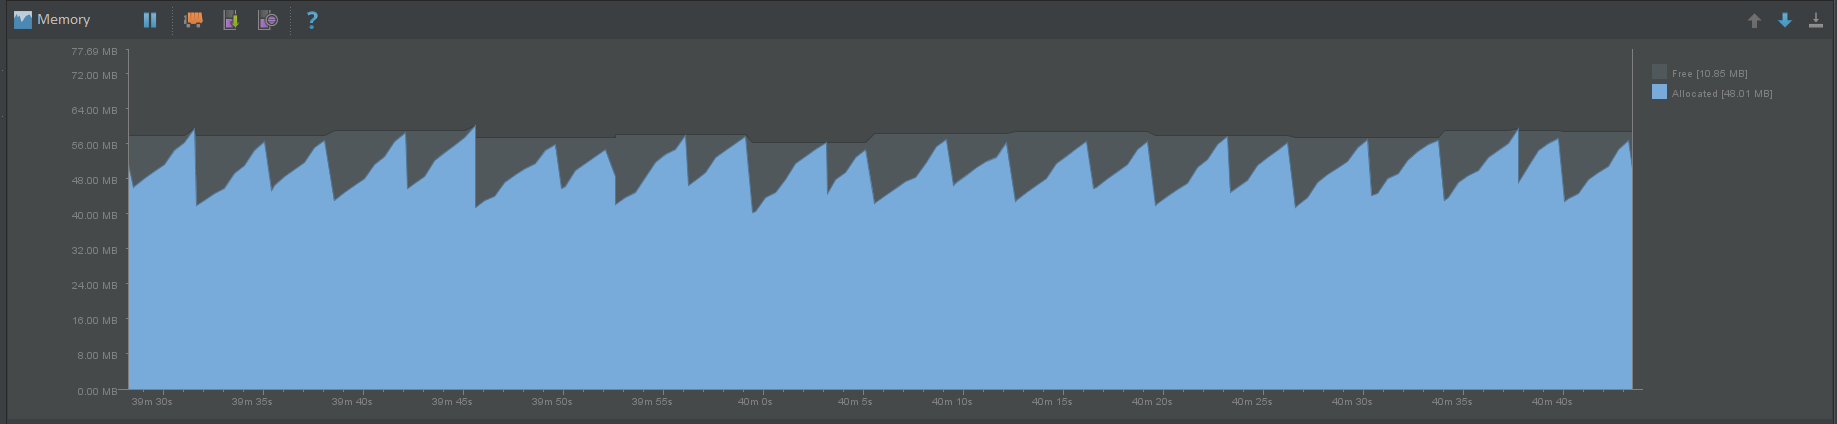 Memory
?
77.69 MB
72.00 MB
64.00 MB
56.00 MB
48.00 MB
40.00 MB
32.00 MB
24.00 MB
16.00 MB
8.00 MB
0.00 MB
39m 30s 39m 35s 39m 40s 39m 45s 39m 50s 39m 55s 40m 0s 40m 5s 40m 10s 40m 15s 40m 20s 40m 25s 40m 30s 40m 35s 40m 40s
Free [10.85 MB]
Allocated [48.01 MB]